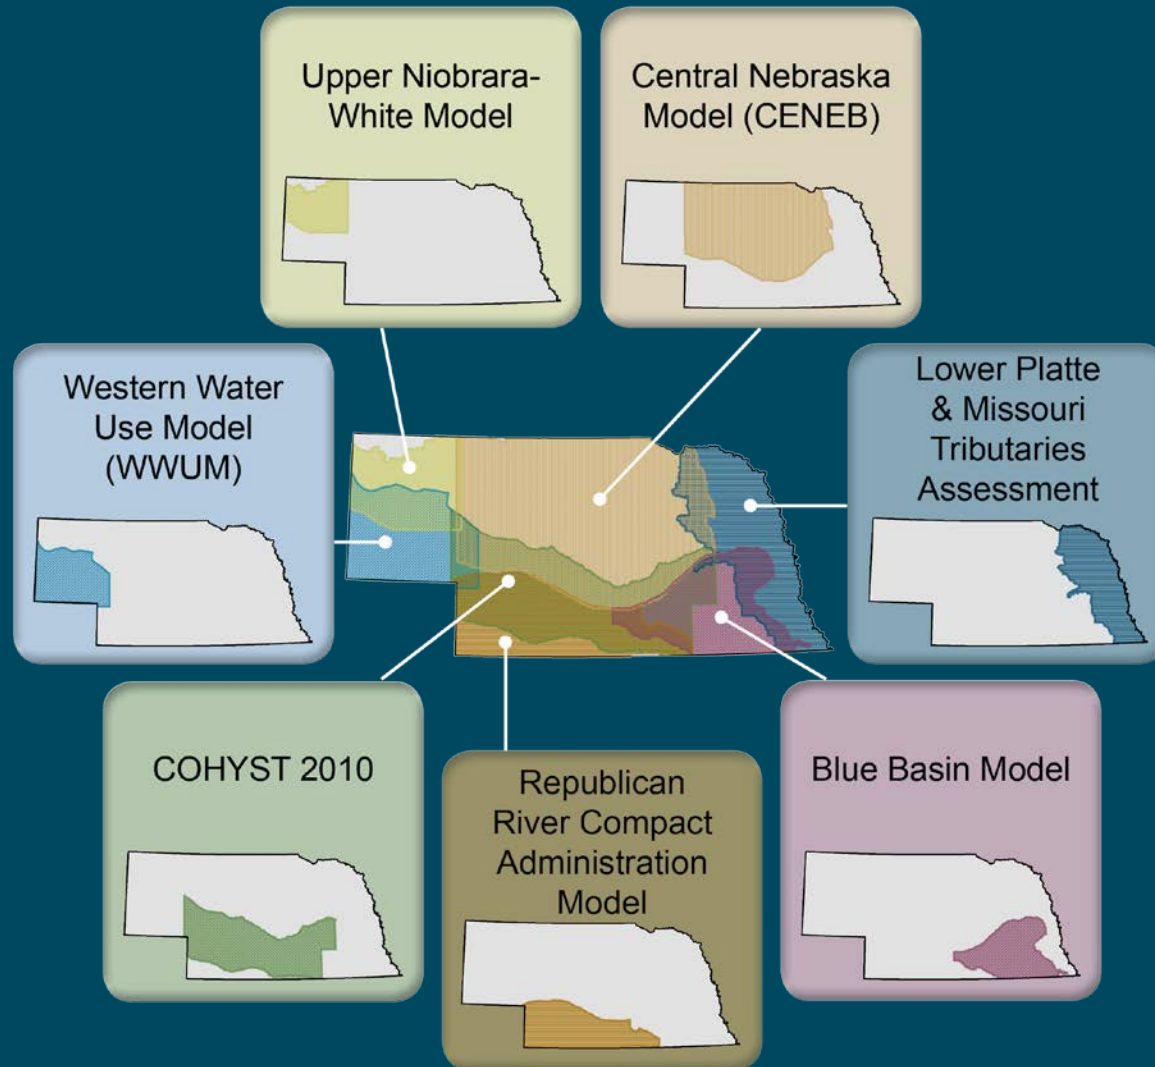 Upper Niobrara-
White Model
Central Nebraska
Model (CENEB)
Western Water
Use Model
(WWUM)
Lower Platte
& Missouri
Tributaries
Assessment
COHYST 2010
Republican
River Compact
Administration
Model
Blue Basin Model